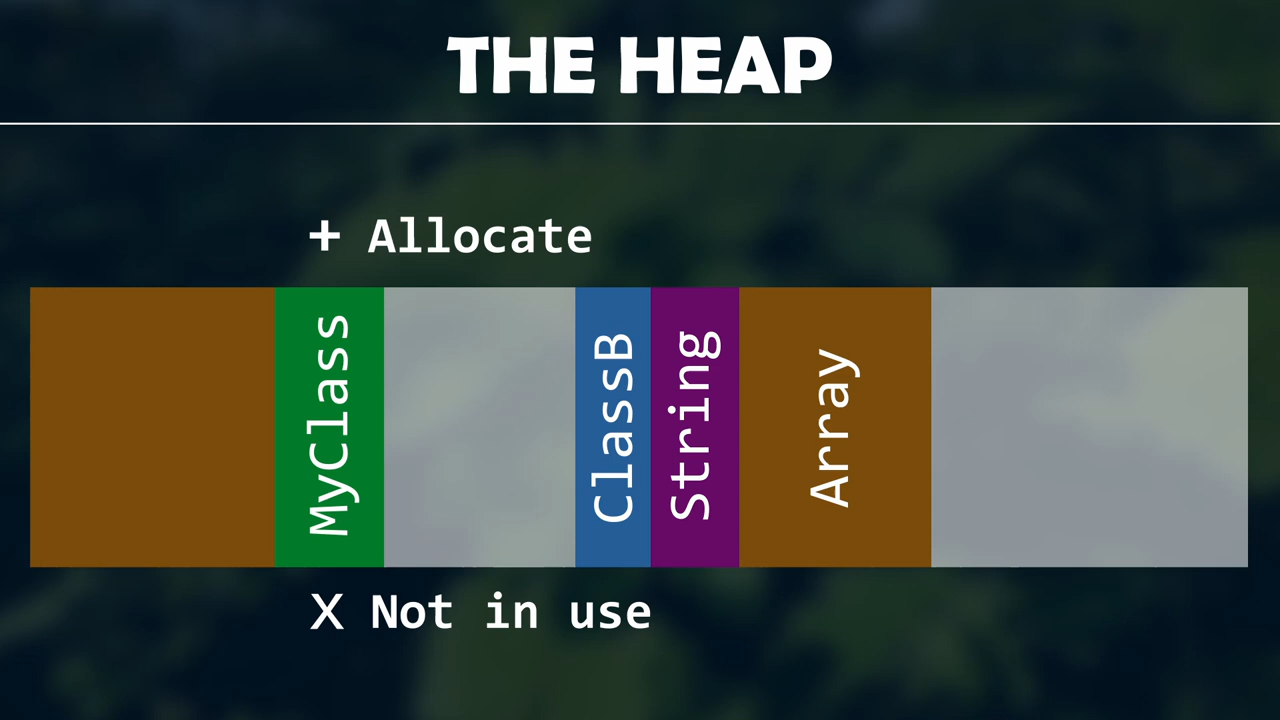 THE HEAP
+ Allocate
MyClass
ClassB
String
Array
X Not in use